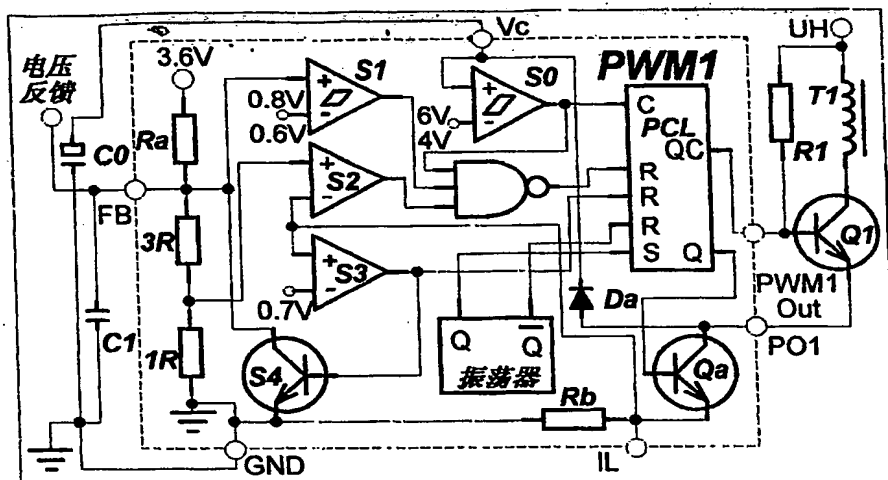 Vc
UH
电压
反馈
3.6V
S1
S0
PWM1
0.8V
0.6V
6V
4V
T1
C0
Ra
C
PCL
QC
R1
S2
R
R
FB
3R
S3
R
S
Q
Q1
0.7V
Da
PWM1
Out
C1
1R
S4
Q
Q
振荡器
PO1
Qa
Rb
GND
IL